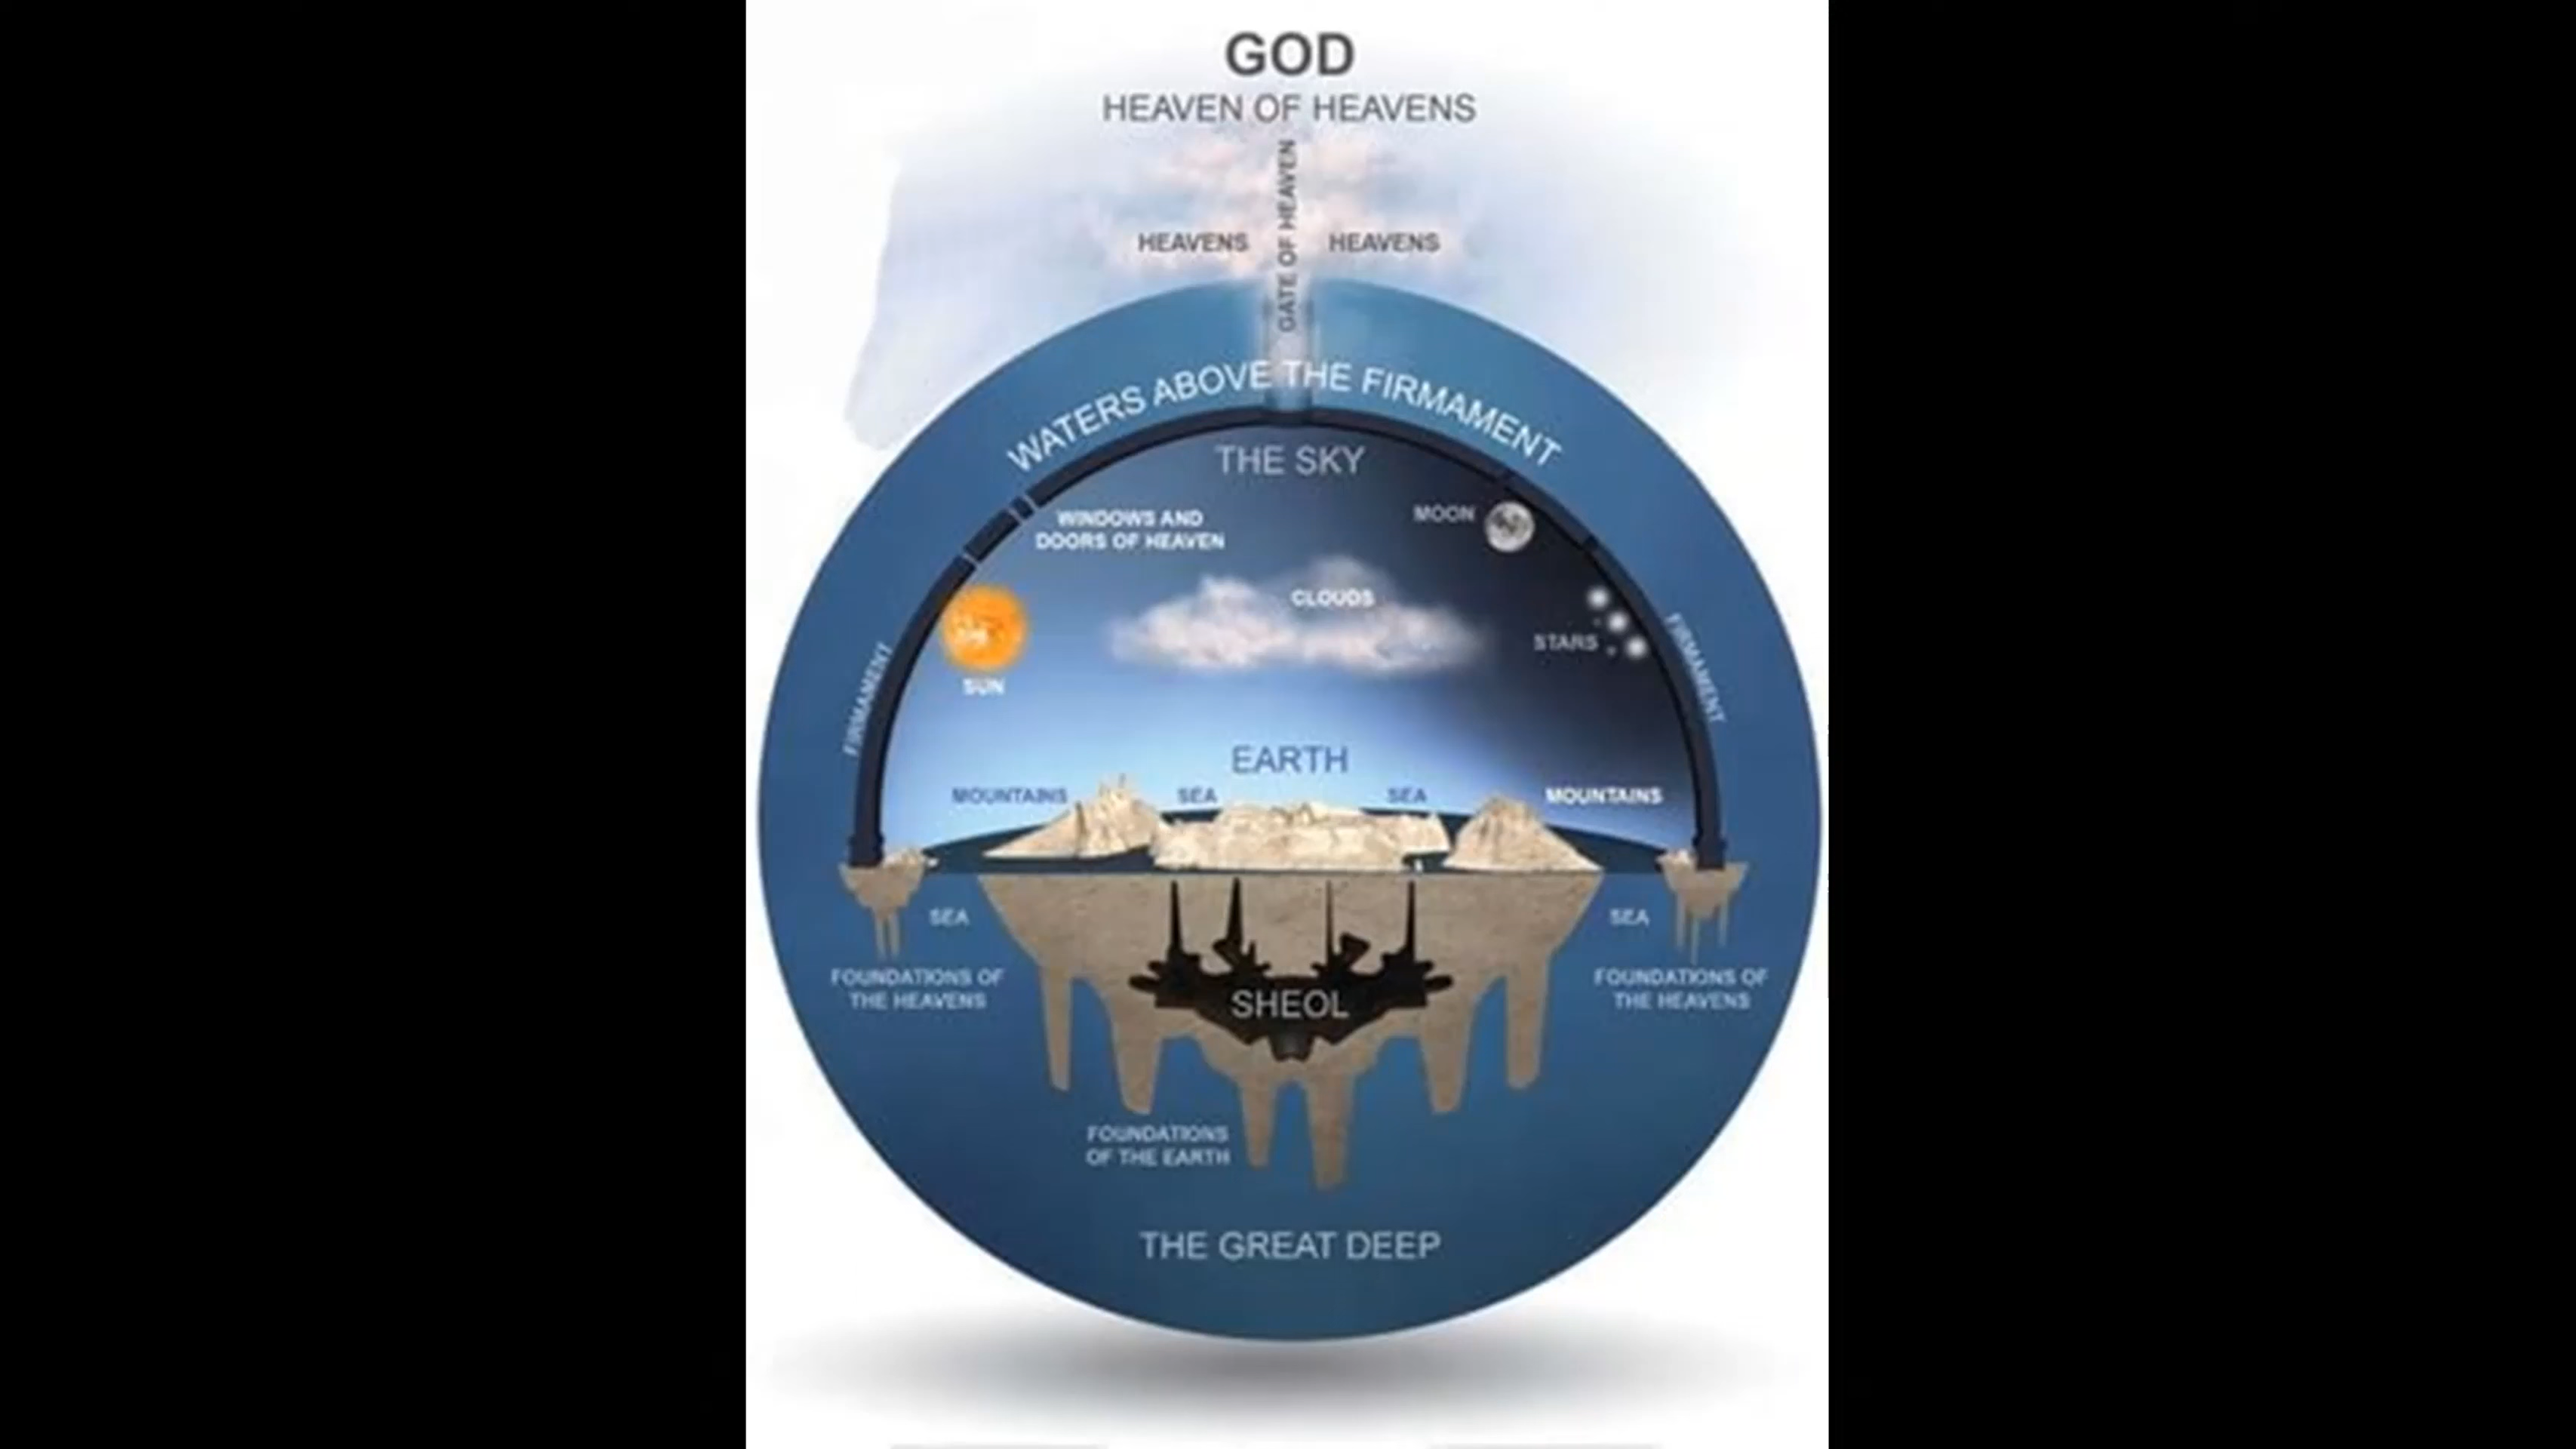 GOD
HEAVEN OF HEAVENS
GATE OF HEAVEN
HEAVENS
HEAVENS
WATERS ABOVE THE FIRMAMENT
THE SKY
WINDOWS AND
DOORS OF HEAVEN
MOON
CLOUDS
STARS
SUN
FIRMAMENT
FIRMAMENT
EARTH
MOUNTAINS
SEA
SEA
MOUNTAINS
SEA
SEA
FOUNDATIONS OF
THE HEAVENS
SHEOL
FOUNDATIONS OF
THE HEAVENS
FOUNDATIONS
OF THE EARTH
THE GREAT DEEP